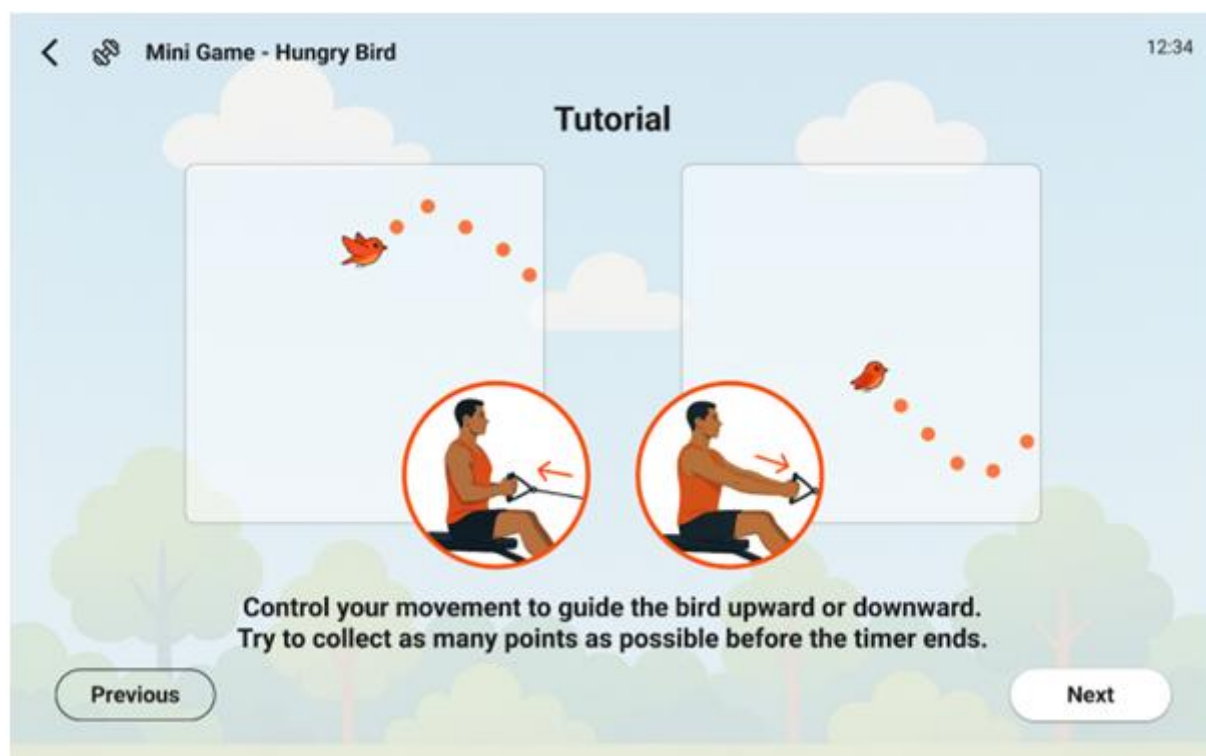 Mini Game - Hungry Bird
12:34
Tutorial
Control your movement to guide the bird upward or downward.
Try to collect as many points as possible before the timer ends.
Previous
Next